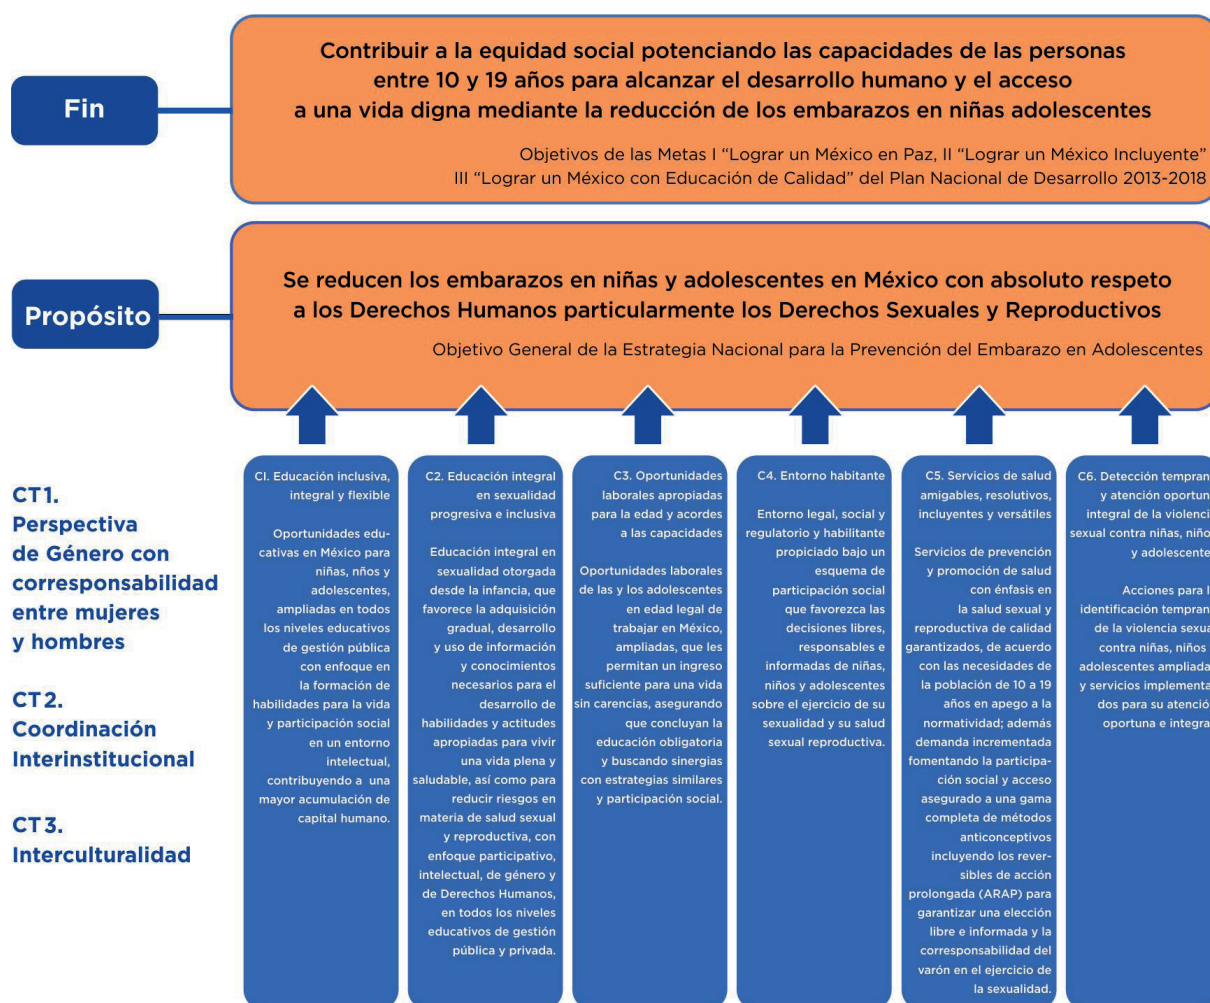 Fin
Contribuir a la equidad social potenciando las capacidades de las personas
entre 10 y 19 años para alcanzar el desarrollo humano y el acceso
a una vida digna mediante la reducción de los embarazos en niñas adolescentes
Objetivos de las Metas I “Lograr un México en Paz, II “Lograr un México Incluyente”
III “Lograr un México con Educación de Calidad” del Plan Nacional de Desarrollo 2013-2018
Propósito
Se reducen los embarazos en niñas y adolescentes en México con absoluto respeto
a los Derechos Humanos particularmente los Derechos Sexuales y Reproductivos
Objetivo General de la Estrategia Nacional para la Prevención del Embarazo en Adolescentes
CT1.
Perspectiva
de Género con
corresponsabilidad
entre mujeres
y hombres
CT2.
Coordinación
Interinstitucional
CT3.
Interculturalidad
C1. Educación inclusiva,
integral y flexible
Oportunidades edu-
cativas en México para
niñas, nños y
adolescentes,
ampliadas en todos
los niveles educativos
de gestión pública
con enfoque en
la formación de
habilidades para la vida
y participación social
en un entorno
intelectual,
contribuyendo a una
mayor acumulación de
capital humano.
C2. Educación integral
en sexualidad
progresiva e inclusiva
Educación integral en
sexualidad otorgada
desde la infancia, que
favorece la adquisición
gradual, desarrollo
y uso de información
y conocimientos
necesarios para el
desarrollo de
habilidades y actitudes
apropiadas para vivir
una vida plena y
saludable, así como para
reducir riesgos en
materia de salud sexual
y reproductiva, con
enfoque participativo,
intelectual, de género y
de Derechos Humanos,
en todos los niveles
educativos de gestión
pública y privada.
C3. Oportunidades
laborales apropiadas
para la edad y acordes
a las capacidades
Oportunidades laborales
de las y los adolescentes
en edad legal de
trabajar en México,
ampliadas, que les
permitan un ingreso
suficiente para una vida
sin carencias, asegurando
que concluyan la
educación obligatoria
y buscando sinergias
con estrategias similares
y participación social.
C4. Entorno habitante
Entorno legal, social y
regulatorio y habilitante
propiciado bajo un
esquema de
participación social
que favorezca las
decisiones libres,
responsables e
informadas de niñas,
niños y adolescentes
sobre el ejercicio de su
sexualidad y su salud
sexual reproductiva.
C5. Servicios de salud
amigables, resolutivos,
incluyentes y versátiles
Servicios de prevención
y promoción de salud
con énfasis en
la salud sexual y
reproductiva de calidad
garantizados, de acuerdo
con las necesidades de
la población de 10 a 19
años en apego a la
normatividad; además
demanda incrementada
fomentando la participa-
ción social y acceso
asegurado a una gama
completa de métodos
anticonceptivos
incluyendo los rever-
sibles de acción
prolongada (ARAP) para
garantizar una elección
libre e informada y la
corresponsabilidad del
varón en el ejercicio de
la sexualidad.
C6. Detección tempran
y atención oportun
integral de la violenci
sexual contra niñas, niño
y adolescente
Acciones para l
identificación tempran
de la violencia sexua
contra niñas, niños
adolescentes ampliada
y servicios implementa
dos para su atenció
oportuna e integra